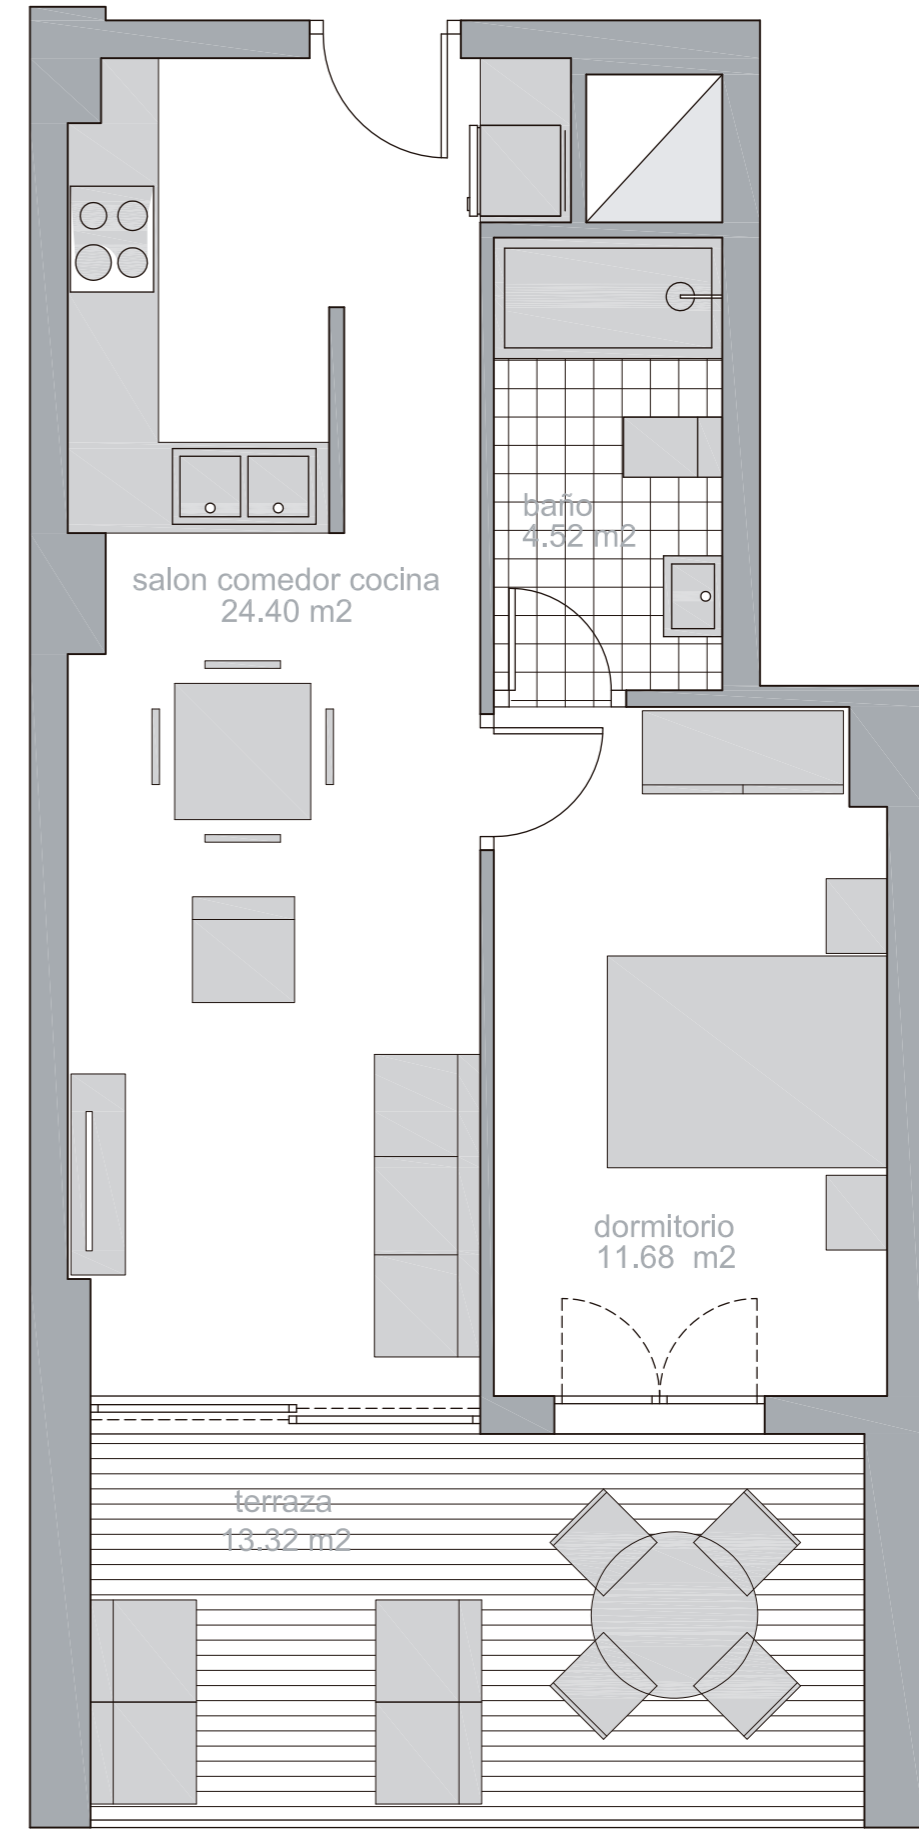 baño
4.52 m2
salon comedor cocina
24.40 m2
dormitorio
11.68 m2
terraza
13.32 m2